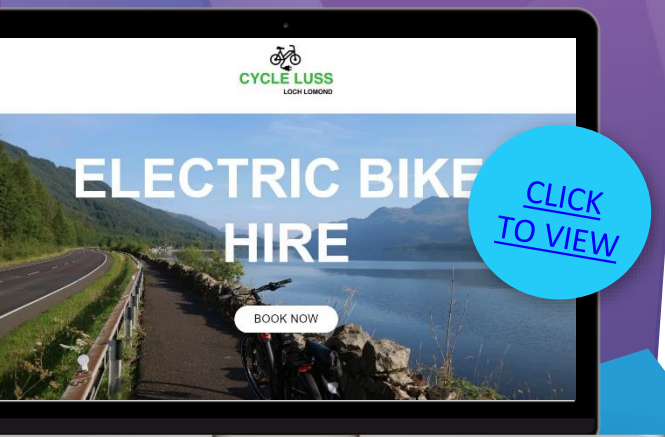 CYCLE LUSS
LOCH LOMOND
ELECTRIC BIKE
HIRE
BOOK NOW
CLICK
TO VIEW